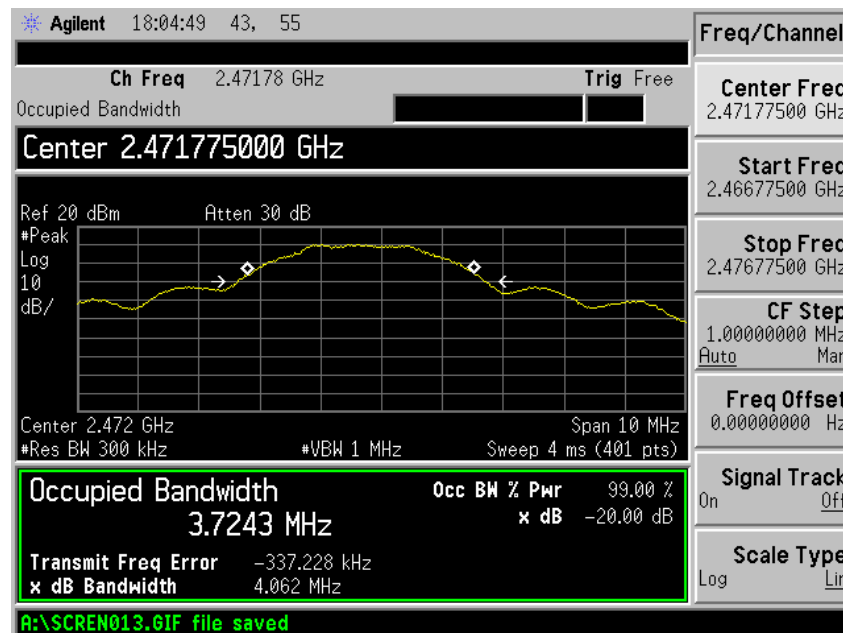 Agilent 18:04:49 43, 55
Freq/Channel
Ch Freq 2.47178 GHz Trig Free
Occupied Bandwidth
Center 2.471775000 GHz
Center Freq
2.47177500 GHz
Start Freq
2.46677500 GHz
Stop Freq
2.47677500 GHz
CF Step
1.00000000 MHz
Auto Man
Freq Offset
0.00000000 Hz
Signal Track
On Off
Scale Type
Log Lin
Ref 20 dBm Atten 30 dB
#Peak
Log
10
dB/
Center 2.472 GHz Span 10 MHz
#Res BW 300 kHz #VBW 1 MHz Sweep 4 ms (401 pts)
Occupied Bandwidth Occ BW % Pwr 99.00 %
3.7243 MHz x dB -20.00 dB
Transmit Freq Error -337.228 kHz
x dB Bandwidth 4.062 MHz
A:\SCREN013.GIF file saved